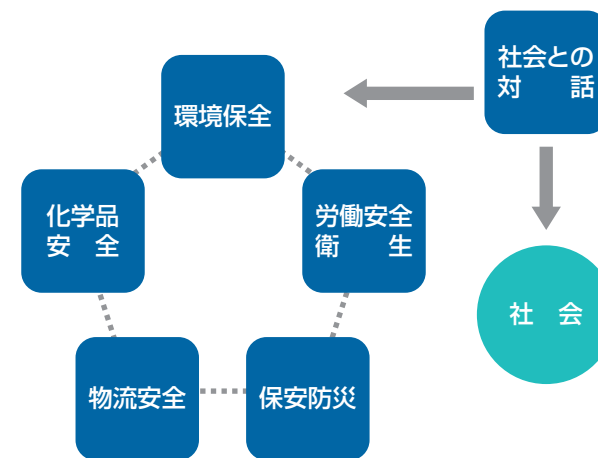 社会との
対　　話
環境保全
化学品
安　全
労働安全
衛　　生
社　会
物流安全
保安防災